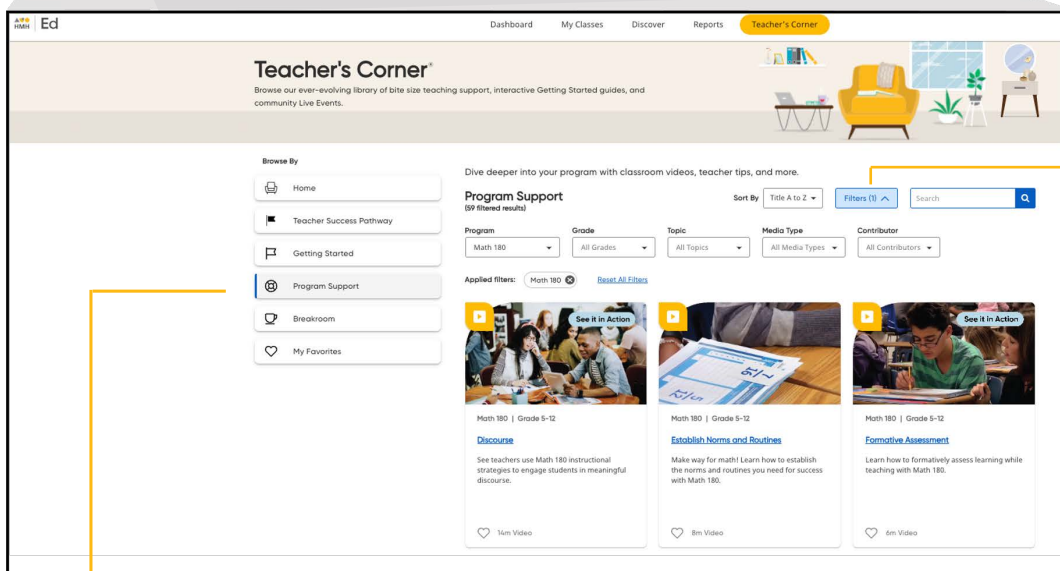 HMH Ed
Dashboard My Classes Discover Reports Teacher's Corner
Teacher's Corner®
Browse our ever-evolving library of bite size teaching support, interactive Getting Started guides, and
community Live Events.
Browse By
Home
Teacher Success Pathway
Getting Started
Program Support
Breakroom
My Favorites
Dive deeper into your program with classroom videos, teacher tips, and more.
Program Support
(59 filtered results)
Sort By Title A to Z Filters (1) Search
Program Grade Topic Media Type Contributor
Math 180 All Grades All Topics All Media Types All Contributors
Applied filters: Math 180 Reset All Filters
See it in Action
Math 180 | Grade 5-12
Discourse
See teachers use Math 180 instructional
strategies to engage students in meaningful
discourse.
14m Video
Math 180 | Grade 5-12
Establish Norms and Routines
Make way for math! Learn how to establish
the norms and routines you need for success
with Math 180.
8m Video
See it in Action
Math 180 | Grade 5-12
Formative Assessment
Learn how to formatively assess learning while
teaching with Math 180.
6m Video